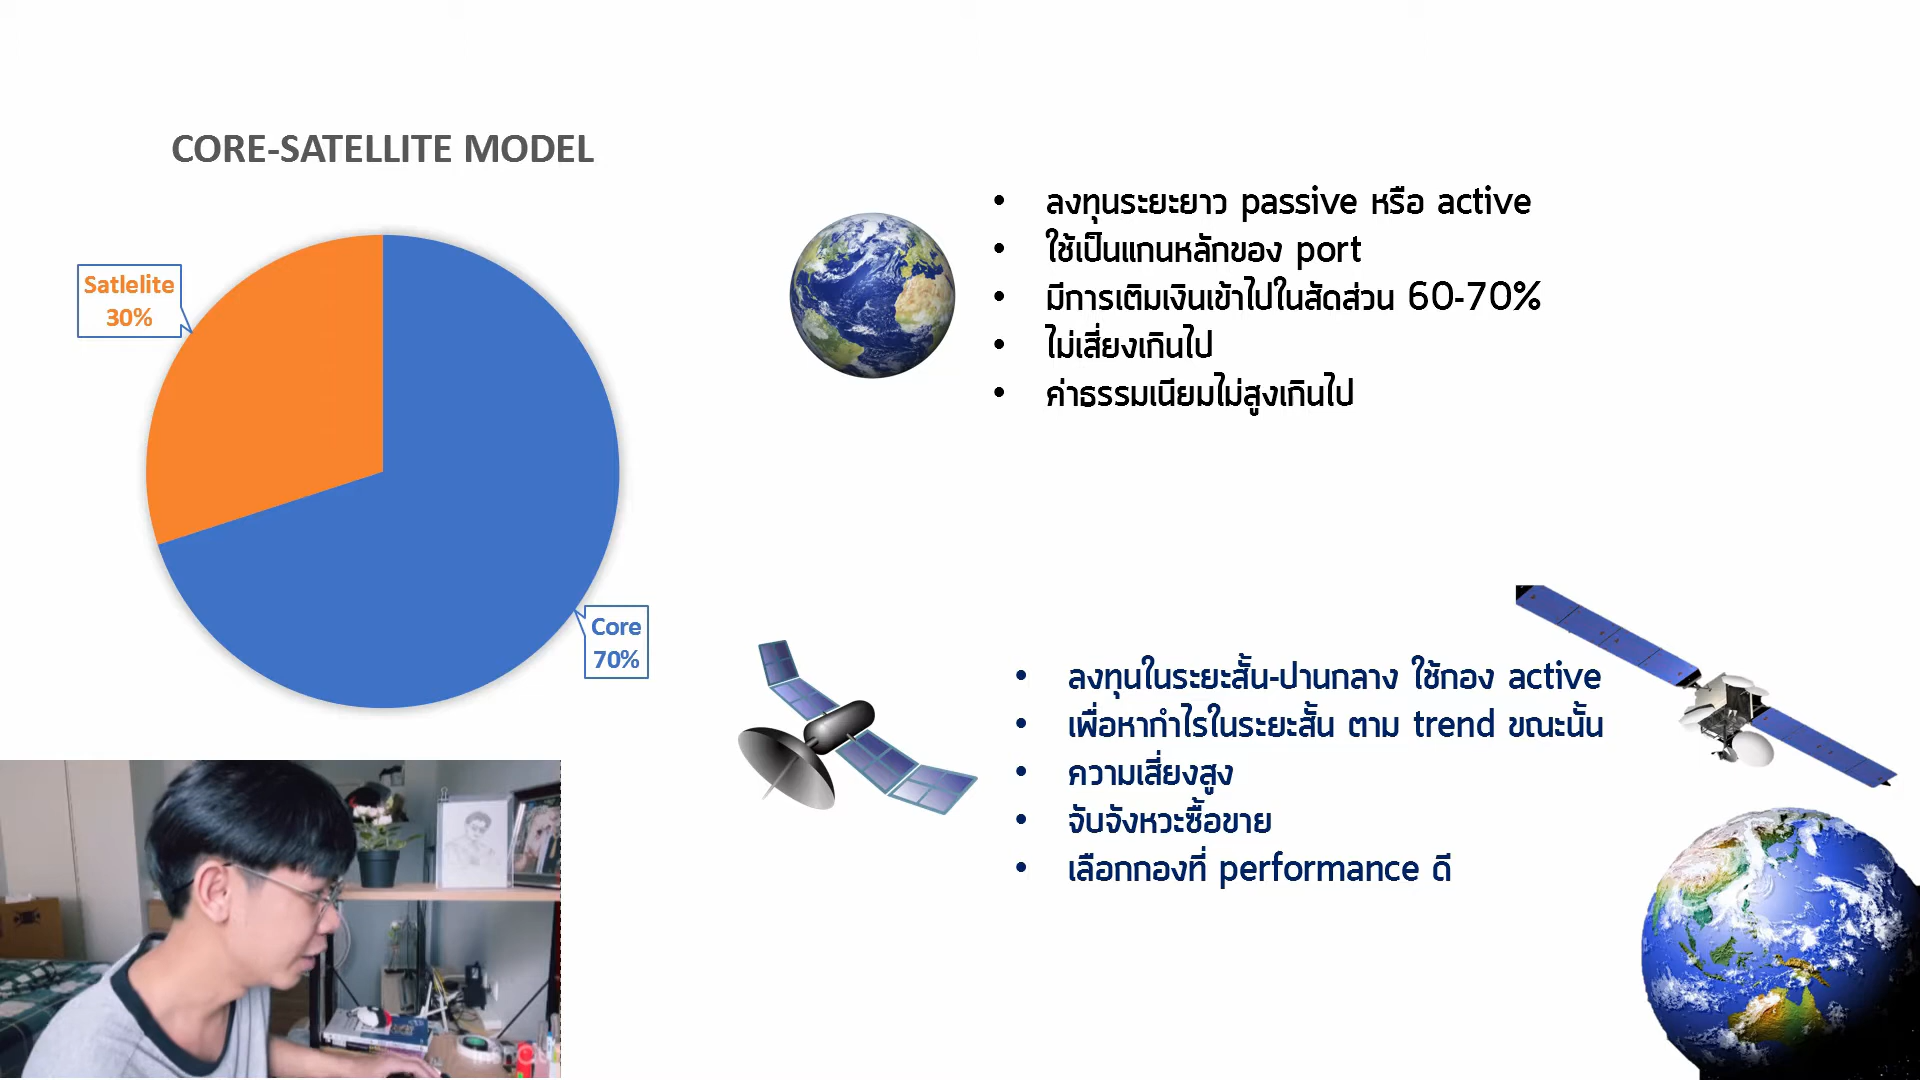 CORE-SATELLITE MODEL
Satlelite
30%
Core
70%
• ลงทุนระยะยาว passive หรือ active
• ใช้เป็นแกนหลักของ port
• มีการเติมเงินเข้าไปในสัดส่วน 60-70%
• ไม่เสี่ยงเกินไป
• ค่าธรรมเนียมไม่สูงเกินไป
• ลงทุนในระยะสั้น-ปานกลาง ใช้กอง active
• เพื่อหากำไรในระยะสั้น ตาม trend ขณะนั้น
• ความเสี่ยงสูง
• จับจังหวะซื้อขาย
• เลือกกองที่ performance ดี